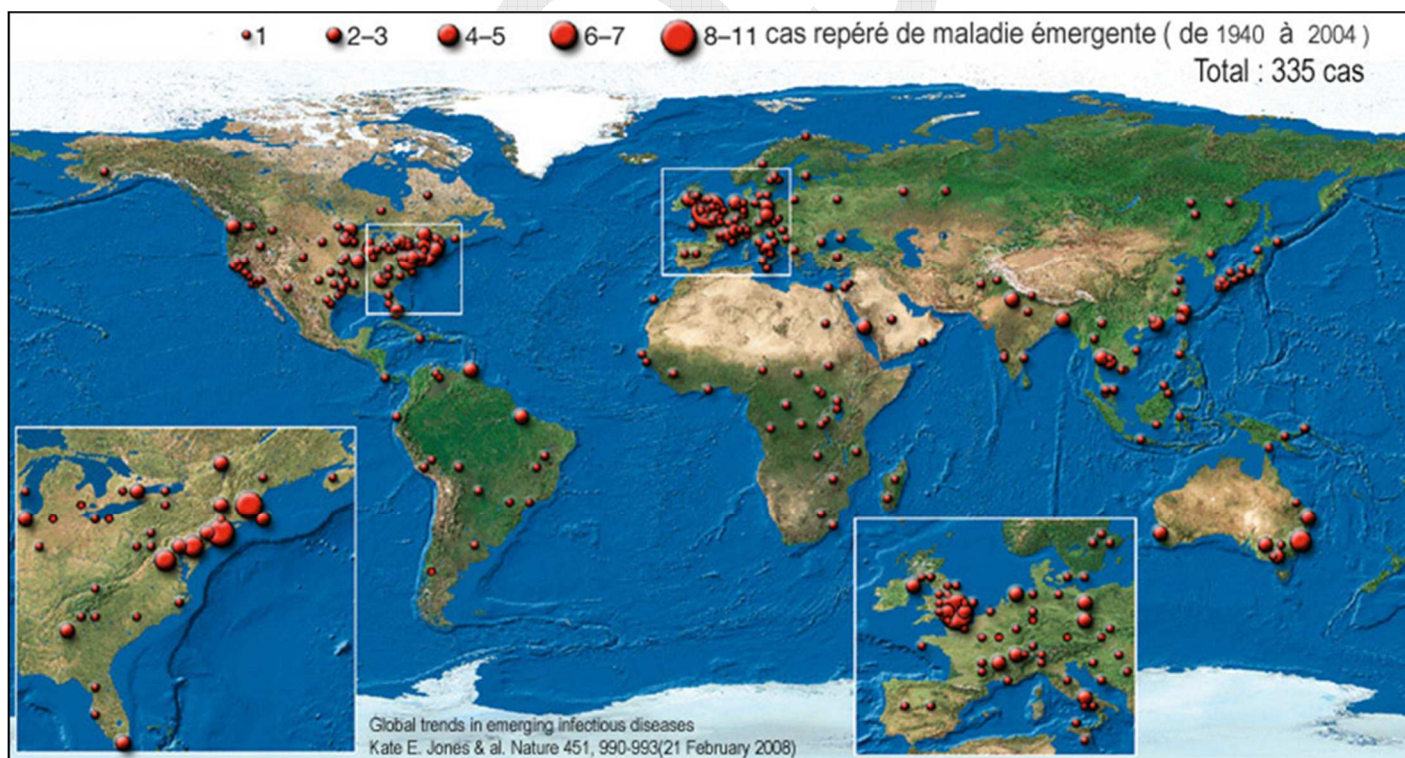 1 2–3 4–5 6–7 8–11 cas repéré de maladie émergente ( de 1940 à 2004 )
Total : 335 cas
Global trends in emerging infectious diseases
Kate E. Jones & al. Nature 451, 990-993(21 February 2008)